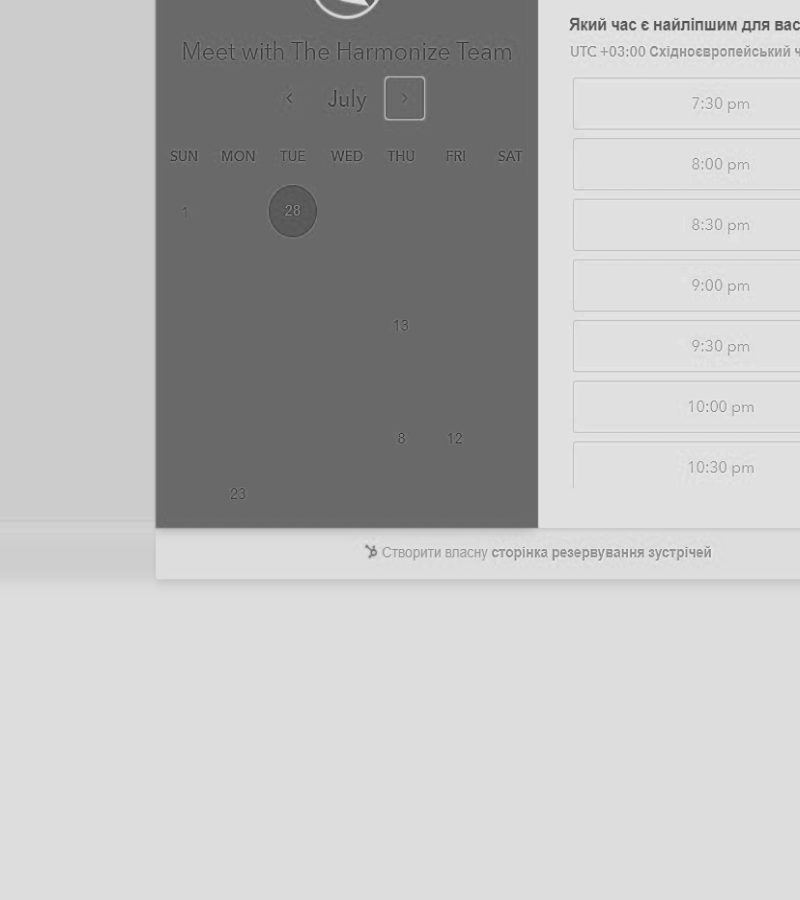 Meet with The Harmonize Team
July
SUN MON TUE WED THU FRI SAT
1 28
13
8 12
23
Який час є найліпшим для вас
UTC +03:00 Східноєвропейський ч
7:30 pm
8:00 pm
8:30 pm
9:00 pm
9:30 pm
10:00 pm
10:30 pm
Створити власну сторінка резервування зустрічей